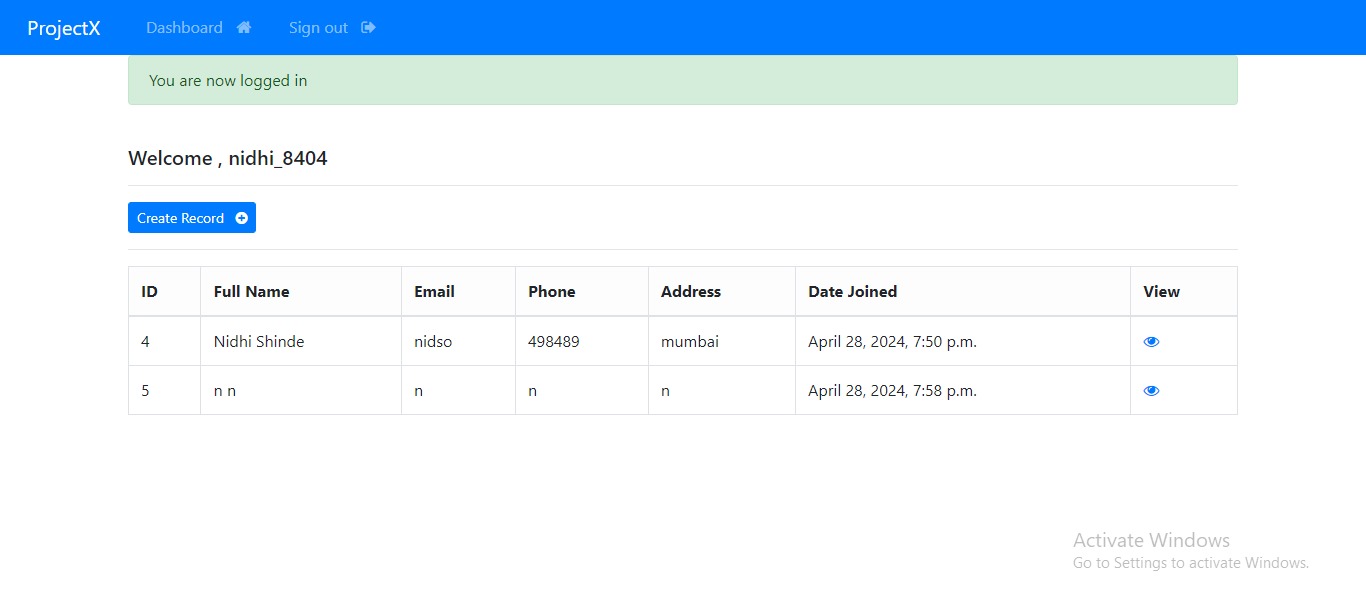 ProjectX Dashboard Sign out
You are now logged in
Welcome , nidhi_8404
Create Record
ID Full Name Email Phone Address Date Joined View
4 Nidhi Shinde nidso 498489 mumbai April 28, 2024, 7:50 p.m.
5 n n n n n April 28, 2024, 7:58 p.m.
Activate Windows
Go to Settings to activate Windows.